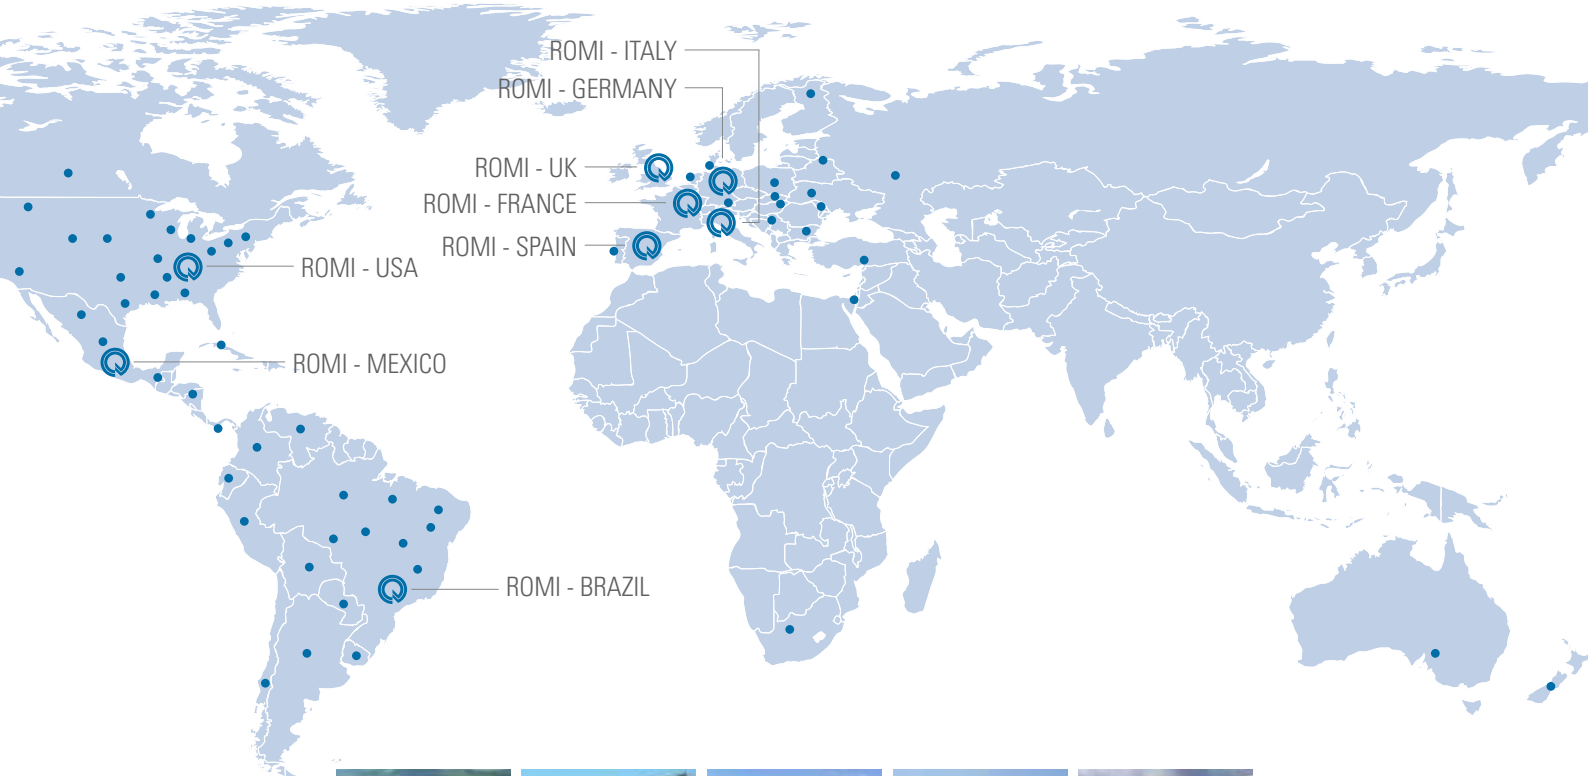 ROMI - ITALY
ROMI - GERMANY
ROMI - UK
ROMI - FRANCE
ROMI - SPAIN
ROMI - USA
ROMI - MEXICO
ROMI - BRAZIL